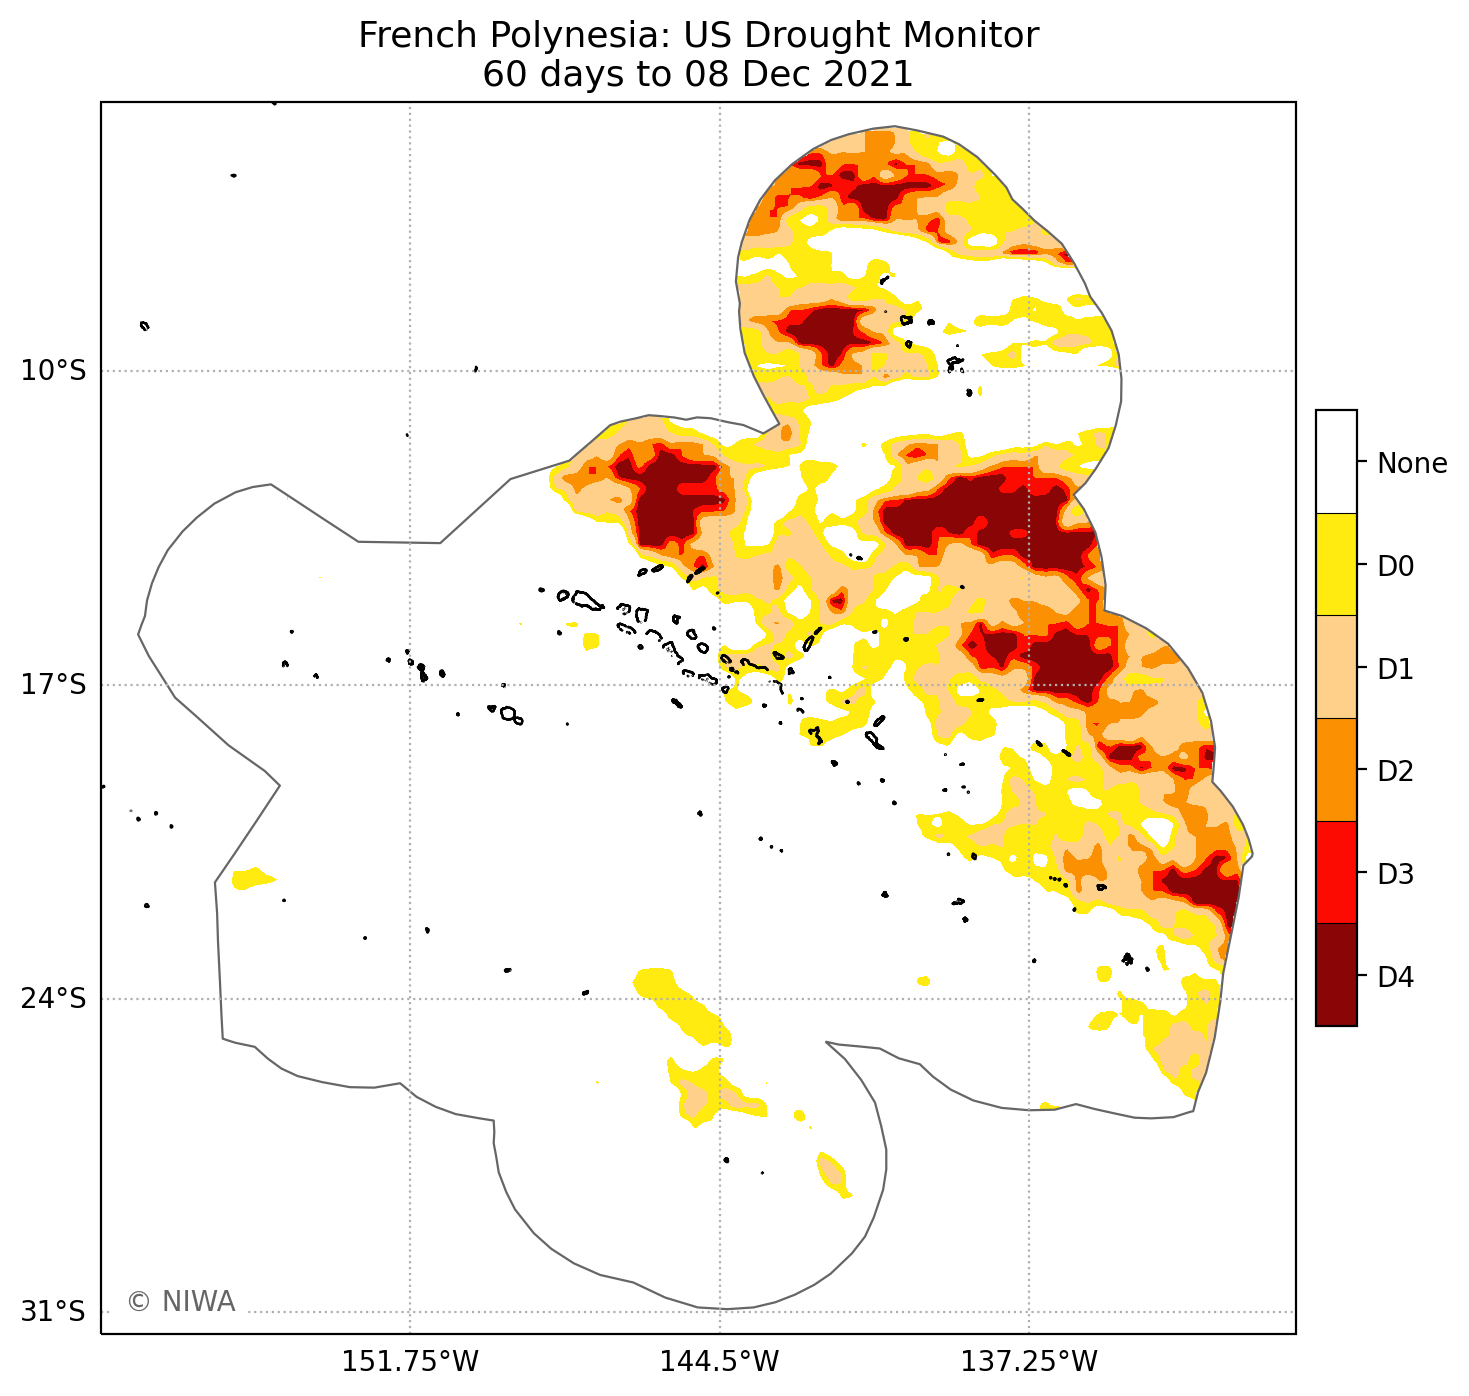 French Polynesia: US Drought Monitor
60 days to 08 Dec 2021
10°S
17°S
24°S
31°S
151.75°W
144.5°W
137.25°W
None
D0
D1
D2
D3
D4
© NIWA